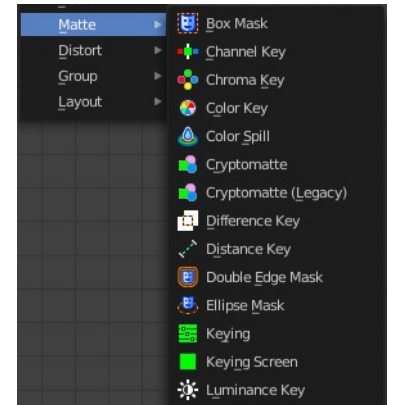 Matte
Distort
Group
Layout
Box Mask
Channel Key
Chroma Key
Color Key
Color Spill
Cryptomatte
Cryptomatte (Legacy)
Difference Key
Distance Key
Double Edge Mask
Ellipse Mask
Keying
Keying Screen
Luminance Key